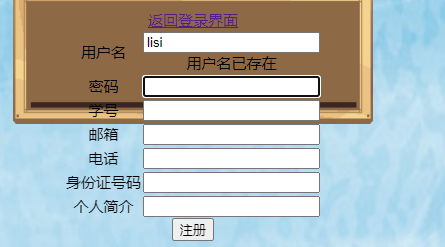 返回登录界面
用户名 lisi
用户名已存在
密码
学号
邮箱
电话
身份证号码
个人简介
注册